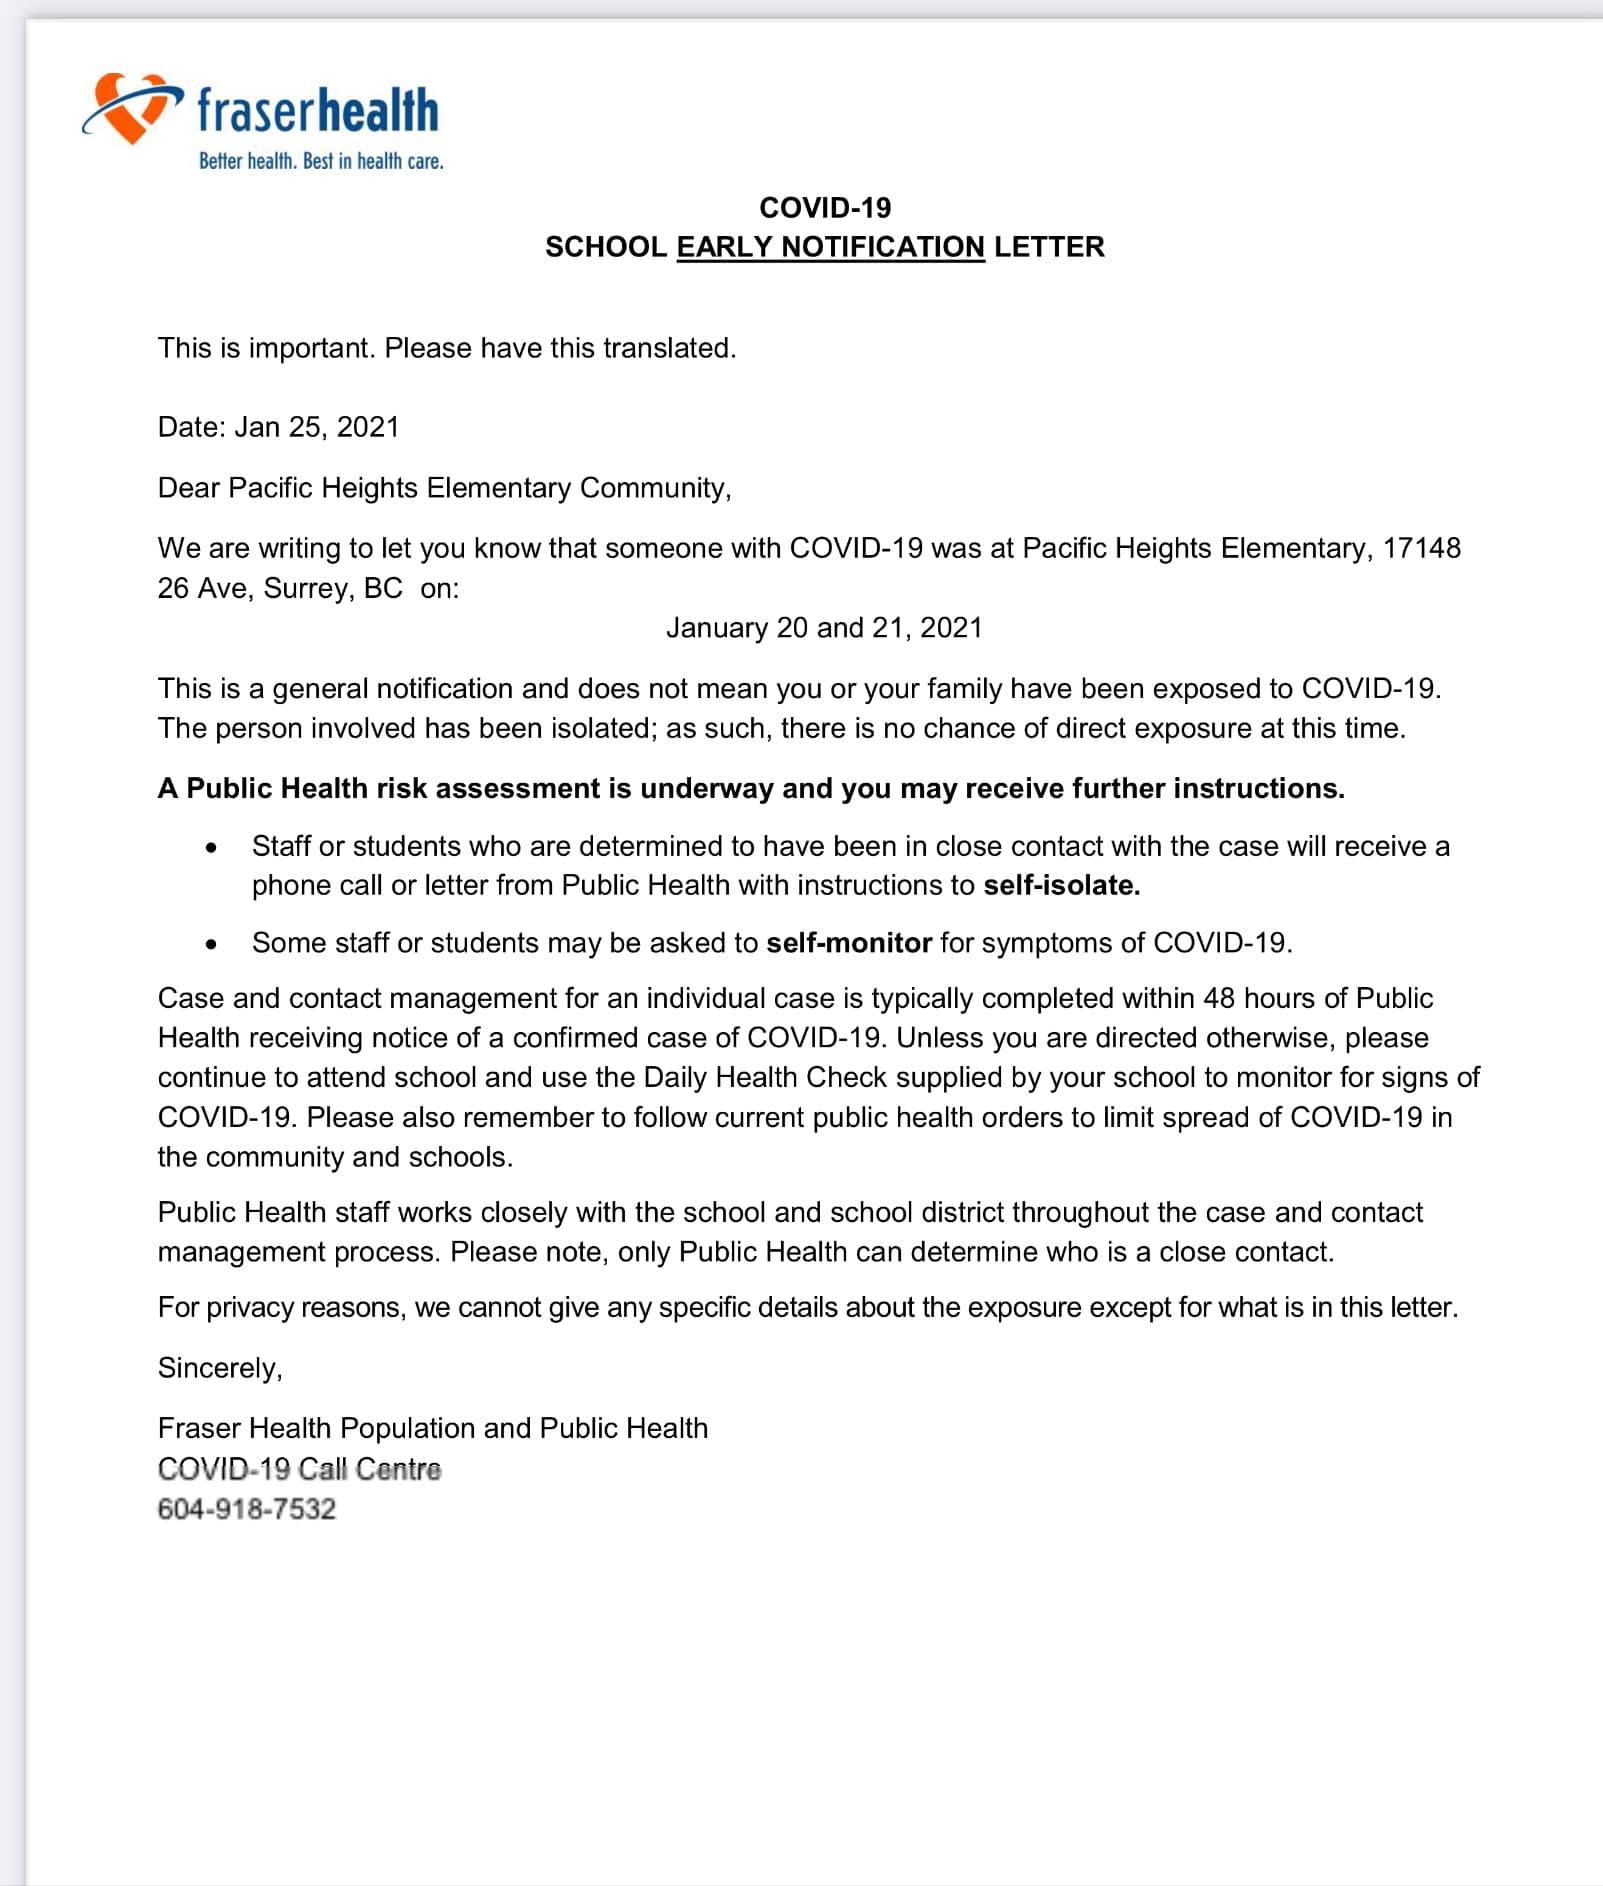 fraserhealth
Better health. Best in health care.
COVID-19
SCHOOL EARLY NOTIFICATION LETTER
This is important. Please have this translated.
Date: Jan 25, 2021
Dear Pacific Heights Elementary Community,
We are writing to let you know that someone with COVID-19 was at Pacific Heights Elementary, 17148
26 Ave, Surrey, BC  on:
January 20 and 21, 2021
This is a general notification and does not mean you or your family have been exposed to COVID-19.
The person involved has been isolated; as such, there is no chance of direct exposure at this time.
A Public Health risk assessment is underway and you may receive further instructions.
• Staff or students who are determined to have been in close contact with the case will receive a
phone call or letter from Public Health with instructions to self-isolate.
• Some staff or students may be asked to self-monitor for symptoms of COVID-19.
Case and contact management for an individual case is typically completed within 48 hours of Public
Health receiving notice of a confirmed case of COVID-19. Unless you are directed otherwise, please
continue to attend school and use the Daily Health Check supplied by your school to monitor for signs of
COVID-19. Please also remember to follow current public health orders to limit spread of COVID-19 in
the community and schools.
Public Health staff works closely with the school and school district throughout the case and contact
management process. Please note, only Public Health can determine who is a close contact.
For privacy reasons, we cannot give any specific details about the exposure except for what is in this letter.
Sincerely,
Fraser Health Population and Public Health
COVID-19 Call Centre
604-918-7532